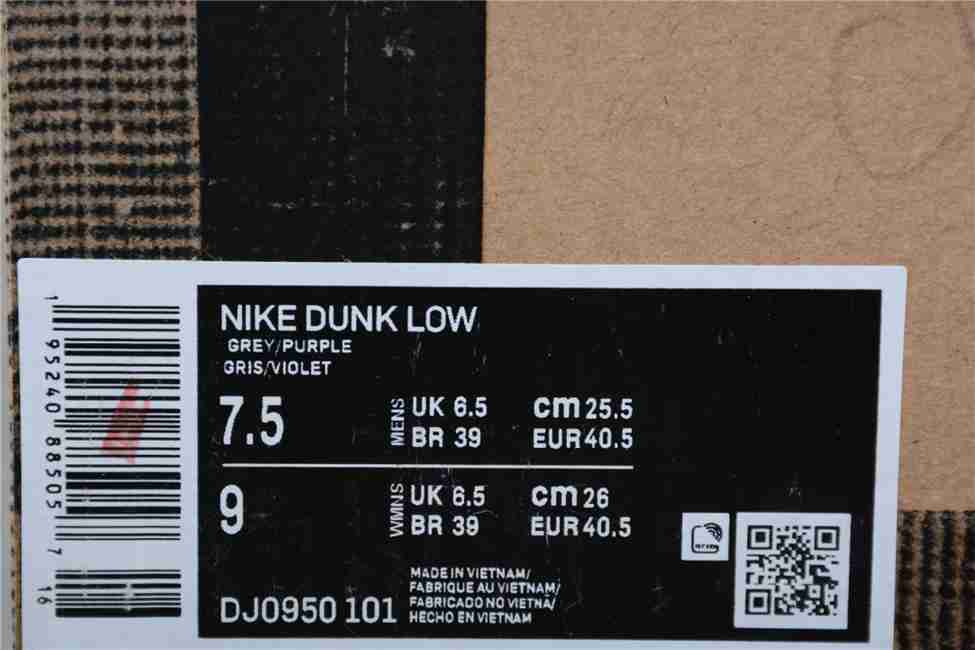 NIKE DUNK LOW
GREY/PURPLE
GRIS/VIOLET
7.5 MENS UK 6.5 cm 25.5
BR 39 EUR 40.5
9 WMNS UK 6.5 cm 26
BR 39 EUR 40.5
DJ0950 101
MADE IN VIETNAM/
FABRIQUE AU VIETNAM/
FABRICADO NO VIETNÃ/
HECHO EN VIETNAM
1 95240 88505 7
16